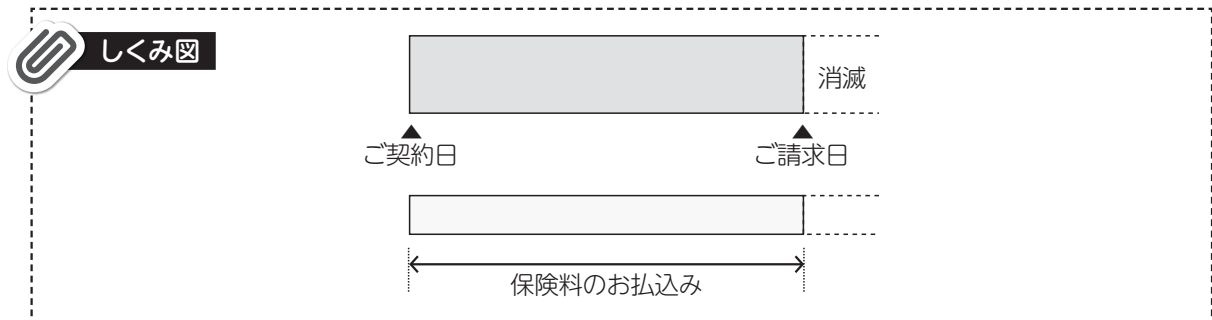 しくみ図
消滅
▲
▲
ご契約日
ご請求日
保険料のお払込み